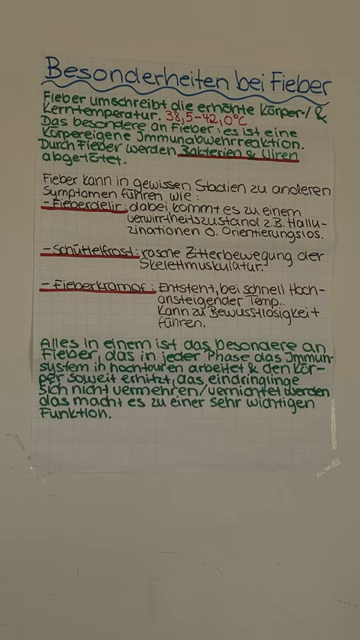 Besonderheiten bei Fieber
Fieber umschreibt die erhöhte Körper-/ &
Kerntemperatur. 38,5-42,0°C
Das besondere an Fieber: es ist eine
Körpereigene Immunabwehrreaktion.
Durch Fieber werden Bakterien & Viren
abgetötet.
Fieber kann in gewissen Stadien zu anderen
Symptomen führen wie:
-Fieberdelir: dabei kommt es zu einem
Verwirrtheitszustand z.B. Hallu-
zinationen o. Orientierungslos.
-Schüttelfrost: rasche Zitterbewegung der
Skelettmuskulatur.
-Fieberkrampf: Entsteht, bei schnell Hoch-
ansteigender Temp..
Kann zu Bewusstlosigkeit
führen.
Alles in einem ist das besondere an
Fieber, das in jeder Phase das Immun-
system in hochtouren arbeitet & den Kör-
per soweit erhitzt, das eindringlinge
sich nicht vermehren/vernichtet werden
das macht es zu einer sehr wichtigen
Funktion.